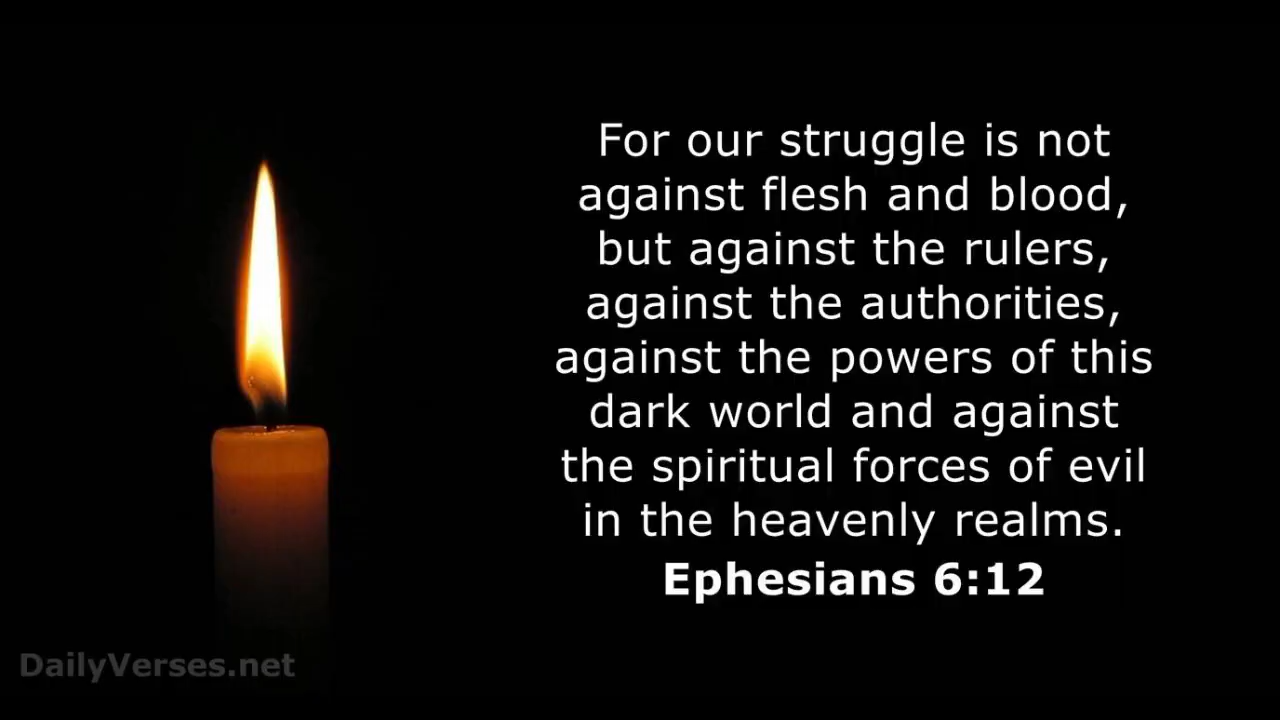 For our struggle is not
against flesh and blood,
but against the rulers,
against the authorities,
against the powers of this
dark world and against
the spiritual forces of evil
in the heavenly realms.
Ephesians 6:12
DailyVerses.net